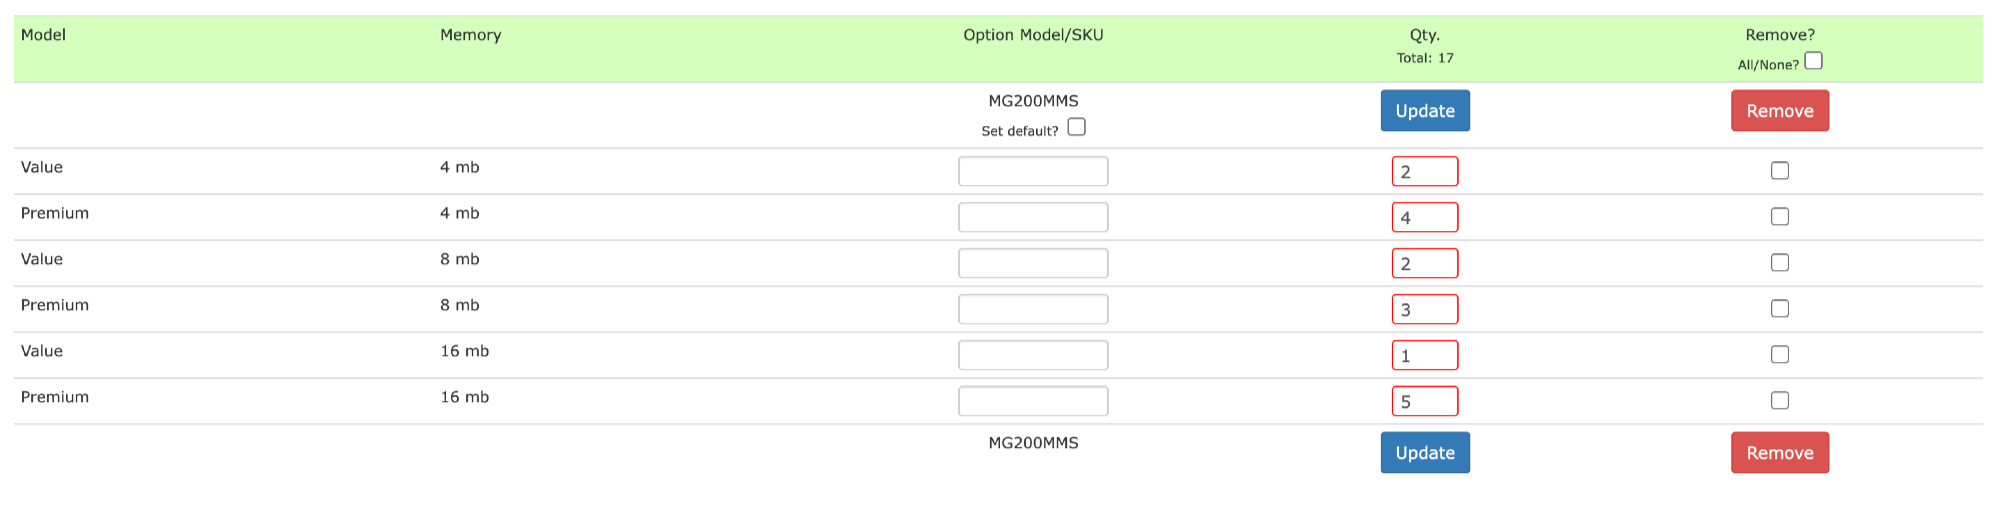 Model Memory Option Model/SKU Qty. Remove?
Total: 17 All/None?
MG200MMS Update Remove
Set default?
Value 4 mb 2
Premium 4 mb 4
Value 8 mb 2
Premium 8 mb 3
Value 16 mb 1
Premium 16 mb 5
MG200MMS Update Remove